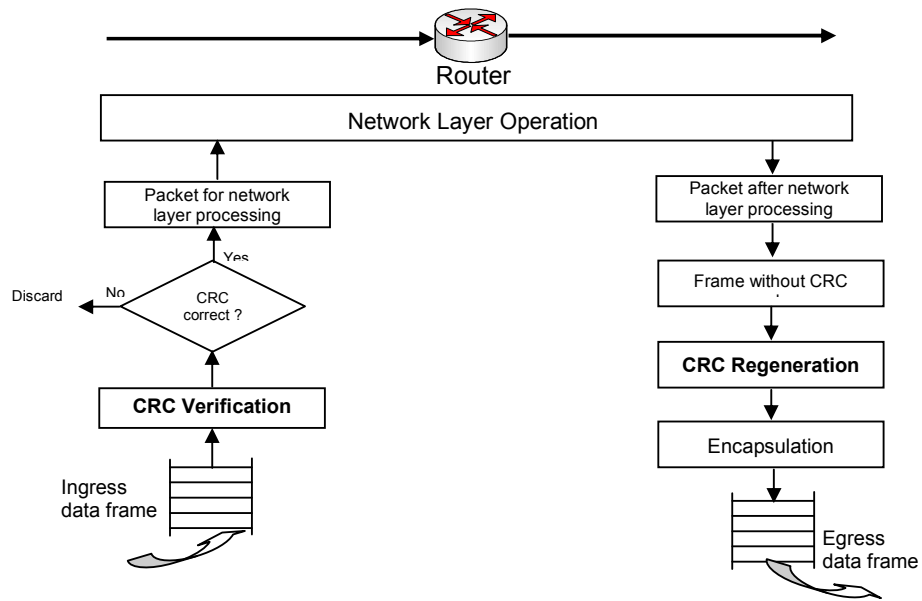 Router
Network Layer Operation
Packet for network
layer processing
Yes
No
Discard
CRC
correct ?
CRC Verification
Ingress
data frame
Packet after network
layer processing
Frame without CRC
CRC Regeneration
Encapsulation
Egress
data frame